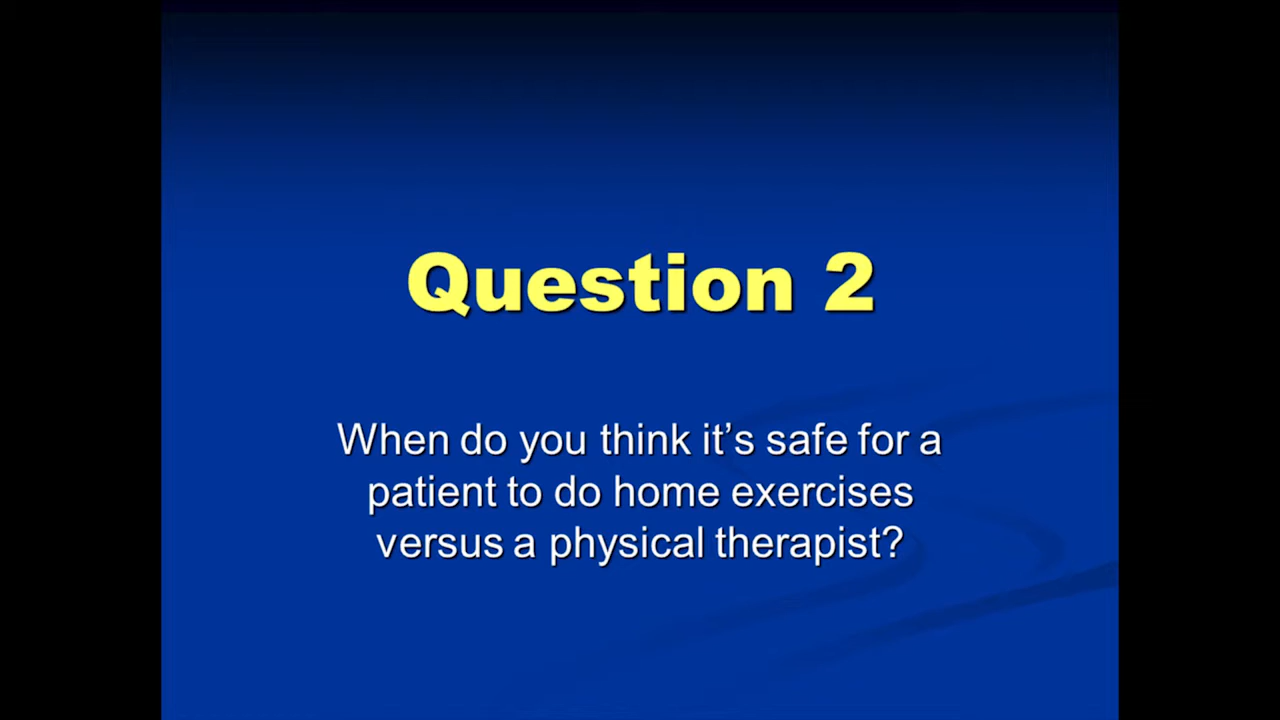 Question 2
When do you think it’s safe for a
patient to do home exercises
versus a physical therapist?